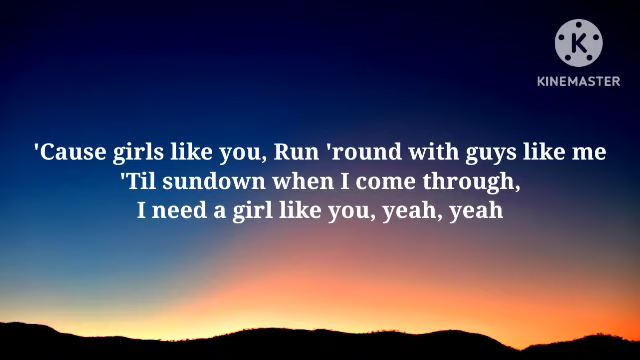 KINEMASTER
'Cause girls like you, Run 'round with guys like me
'Til sundown when I come through,
I need a girl like you, yeah, yeah